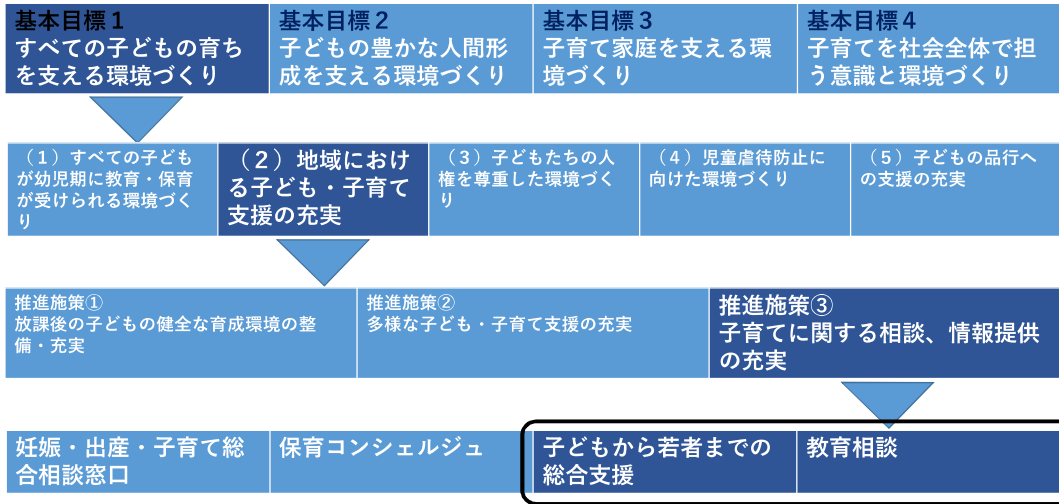 基本目標１
すべての子どもの育ち
を支える環境づくり
基本目標２
子どもの豊かな人間形
成を支える環境づくり
基本目標３
子育て家庭を支える環
境づくり
基本目標４
子育てを社会全体で担
う意識と環境づくり
（１）すべての子ども
が幼児期に教育・保育
が受けられる環境づく
り
（２）地域におけ
る子ども・子育て
支援の充実
（３）子どもたちの人
権を尊重した環境づく
り
（４）児童虐待防止に
向けた環境づくり
（５）子どもの品行へ
の支援の充実
推進施策①
放課後の子どもの健全な育成環境の整
備・充実
推進施策②
多様な子ども・子育て支援の充実
推進施策③
子育てに関する相談、情報提供
の充実
妊娠・出産・子育て総
合相談窓口
保育コンシェルジュ
子どもから若者までの
総合支援
教育相談